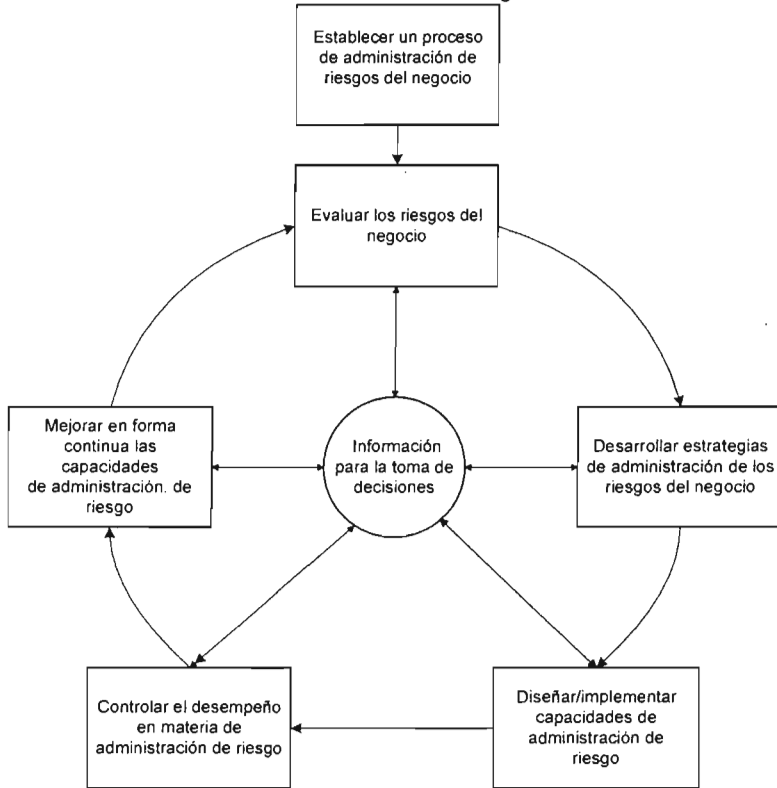 Establecer un proceso
de administración de
riesgos del negocio
Evaluar los riesgos del
negocio
Mejorar en forma
continua las
capacidades
de administración. de
riesgo
Información
para la toma de
decisiones
Desarrollar estrategias
de administración de los
riesgos del negocio
Controlar el desempeño
en materia de
administración de riesgo
Diseñar/implementar
capacidades de
administración de
riesgo